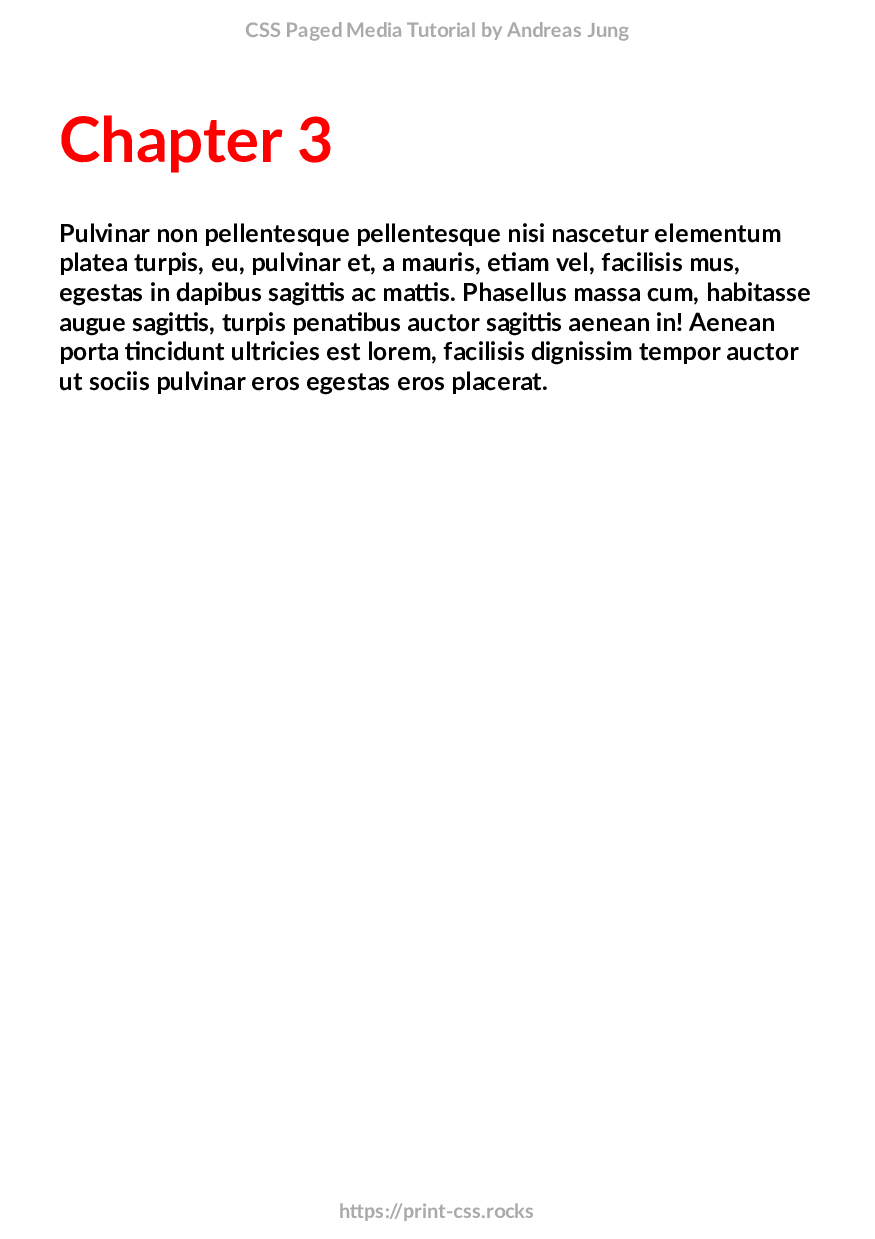 CSS Paged Media Tutorial by Andreas Jung
Chapter 3
Pulvinar non pellentesque pellentesque nisi nascetur elementum
platea turpis, eu, pulvinar et, a mauris, etiam vel, facilisis mus,
egestas in dapibus sagittis ac mattis. Phasellus massa cum, habitasse
augue sagittis, turpis penatibus auctor sagittis aenean in! Aenean
porta tincidunt ultricies est lorem, facilisis dignissim tempor auctor
ut sociis pulvinar eros egestas eros placerat.
https://print-css.rocks